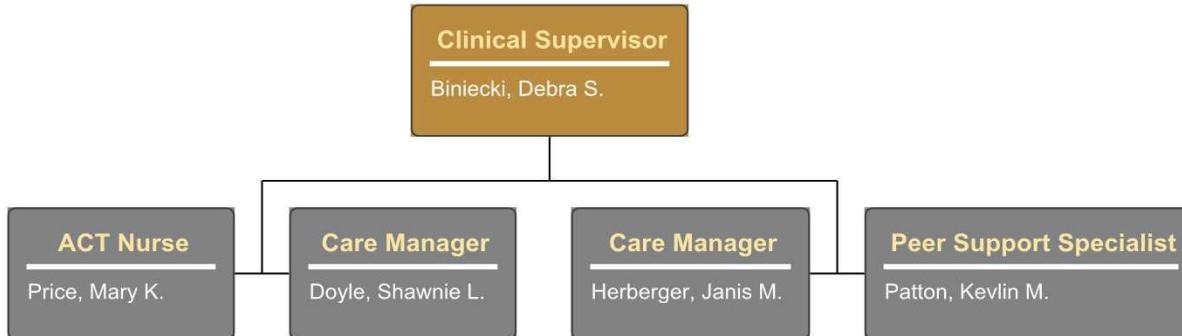 Clinical Supervisor
Biniecki, Debra S.
ACT Nurse
Price, Mary K.
Care Manager
Doyle, Shawnie L.
Care Manager
Herberger, Janis M.
Peer Support Specialist
Patton, Kevlin M.